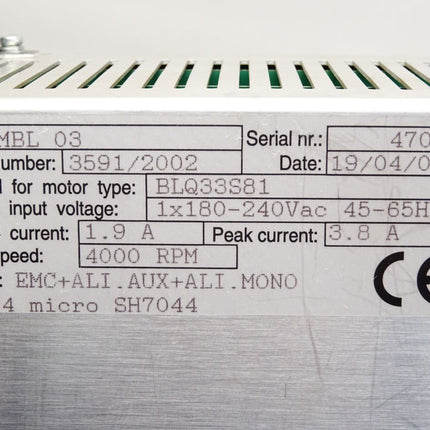 MBL 03 Serial nr.: 470
umber: 3591/2002 Date: 19/04/0
d for motor type: BLQ33S81
input voltage: 1x180-240Vac 45-65H
current: 1.9 A Peak current: 3.8 A
peed: 4000 RPM
: EMC+ALI.AUX+ALI.MONO
4 micro SH7044
CE